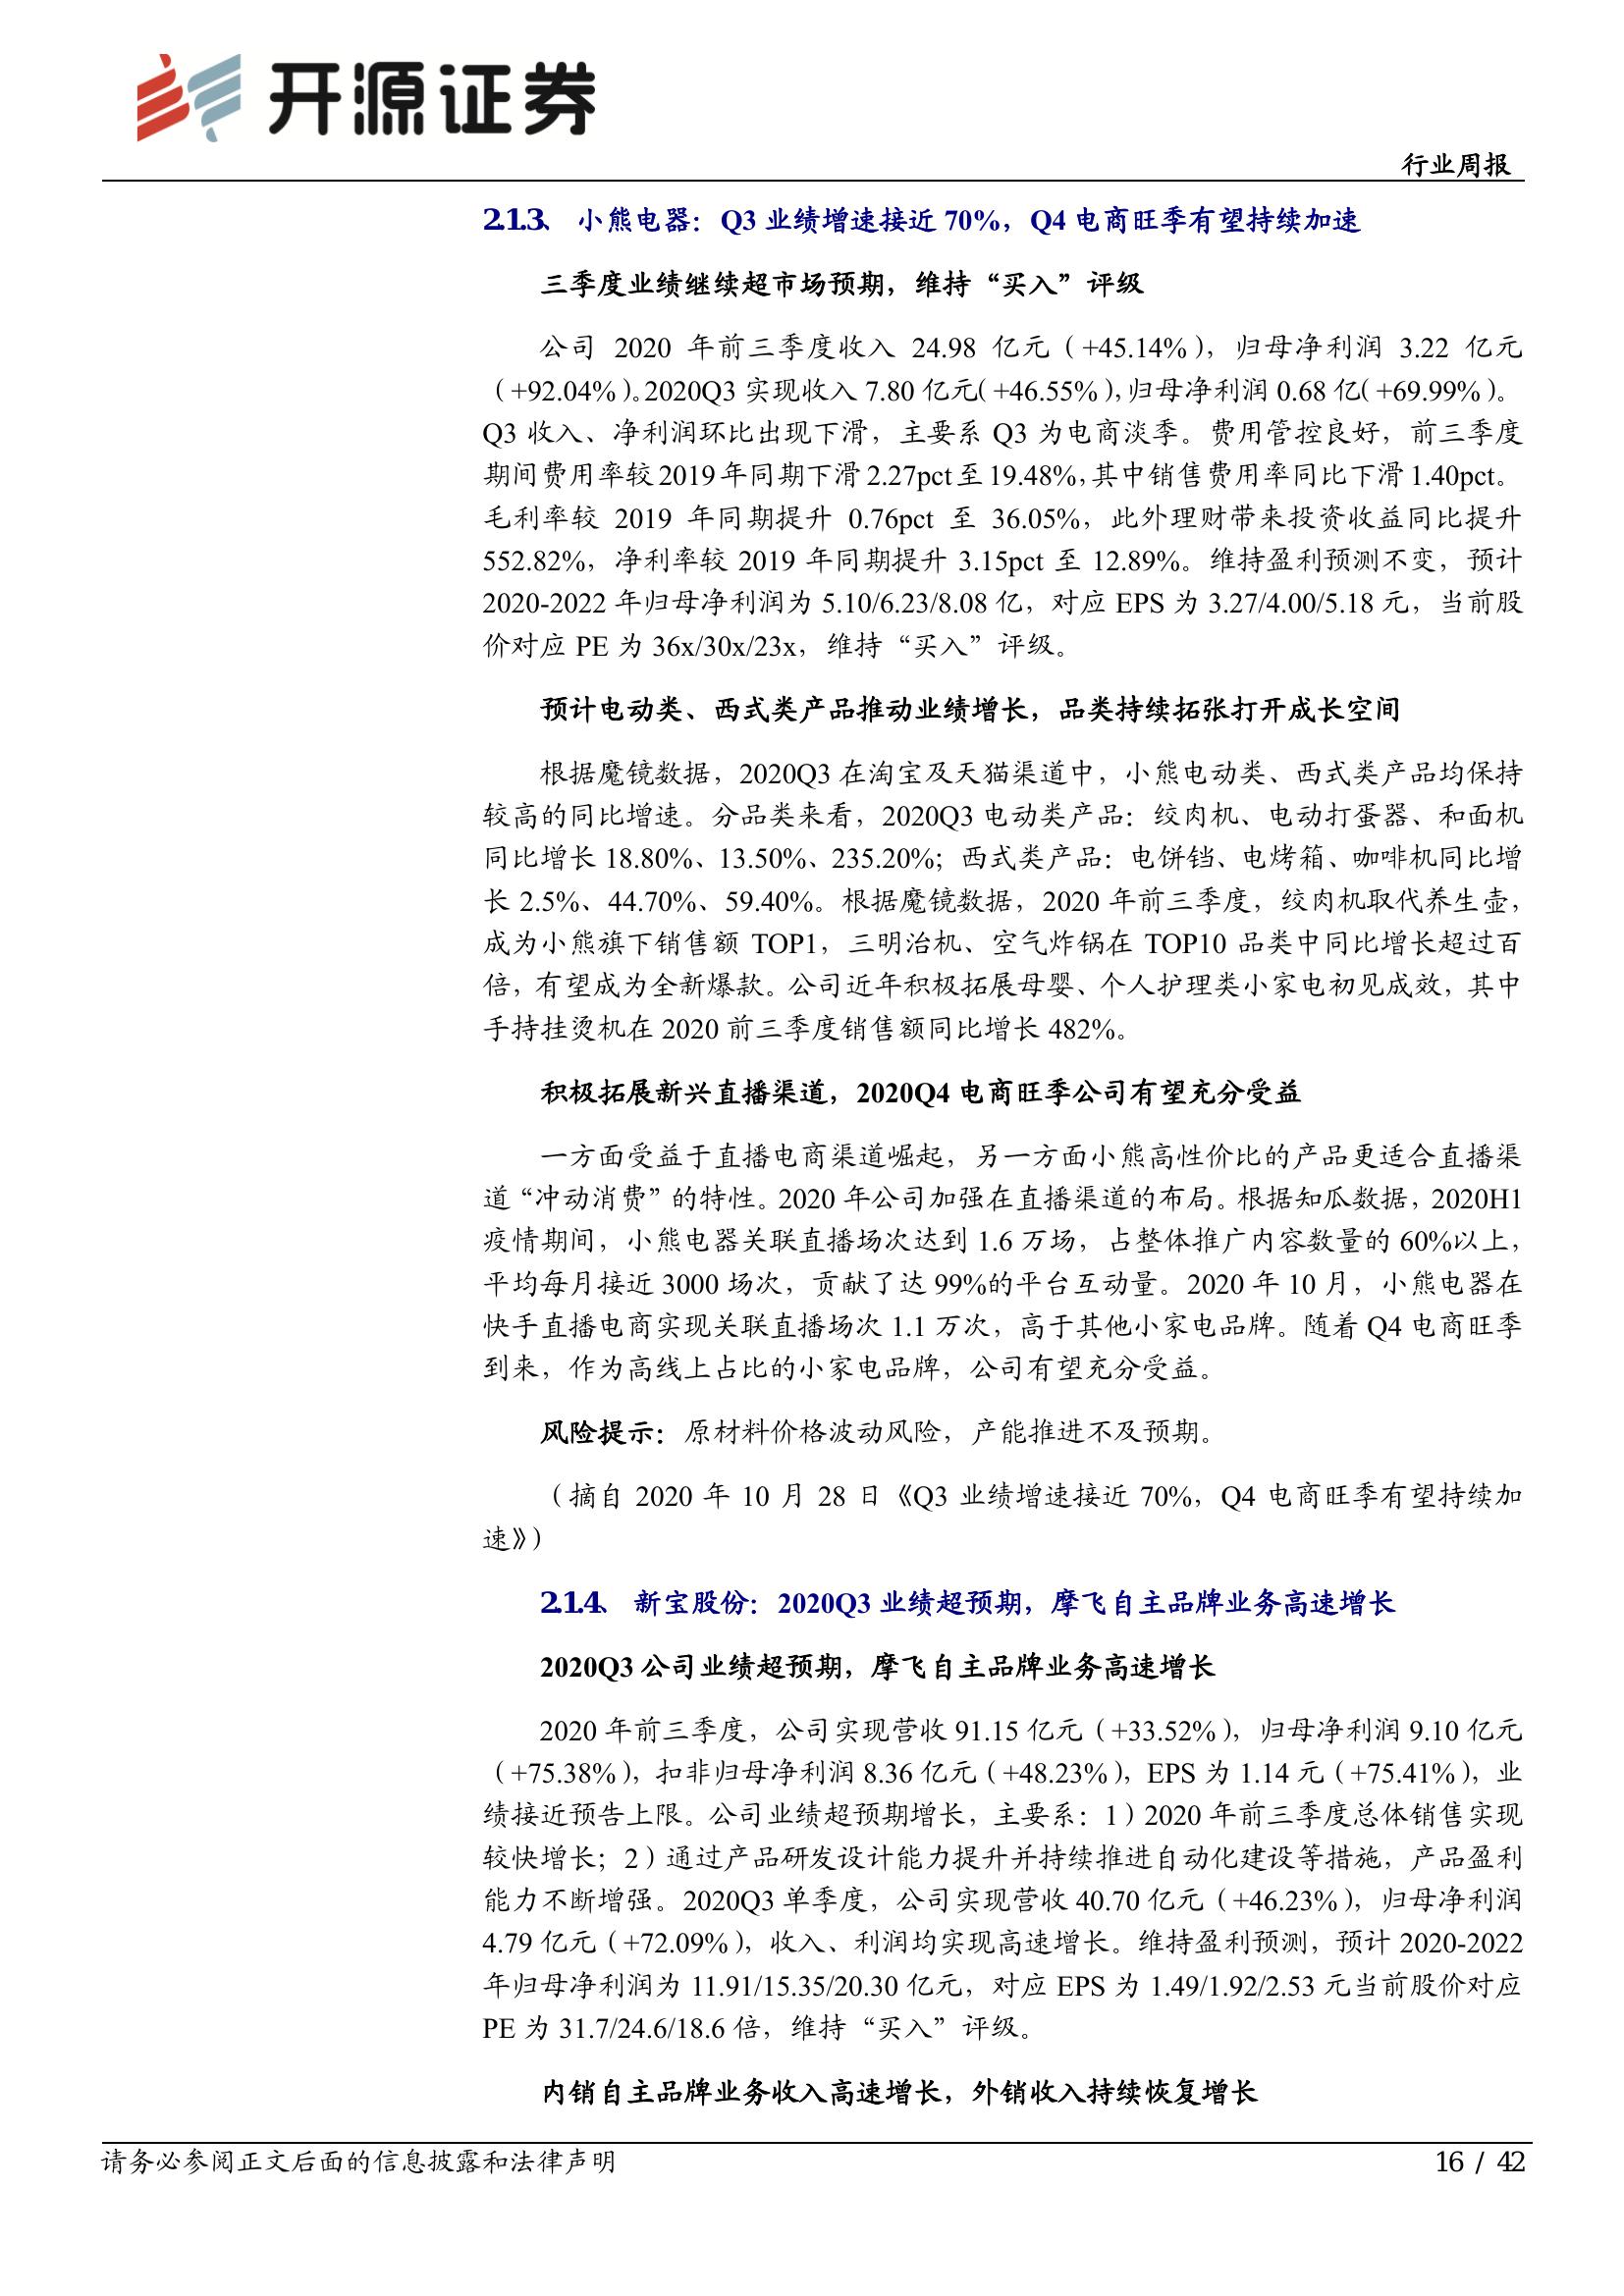 开源证券
行业周报
2.1.3、 小熊电器：Q3 业绩增速接近 70%，Q4 电商旺季有望持续加速
三季度业绩继续超市场预期，维持“买入”评级
公司 2020 年前三季度收入 24.98 亿元（+45.14%），归母净利润 3.22 亿元
（+92.04%）。2020Q3 实现收入 7.80 亿元（+46.55%），归母净利润 0.68 亿（+69.99%）。
Q3 收入、净利润环比出现下滑，主要系 Q3 为电商淡季。费用管控良好，前三季度
期间费用率较 2019 年同期下滑 2.27pct 至 19.48%，其中销售费用率同比下滑 1.40pct。
毛利率较 2019 年同期提升 0.76pct 至 36.05%，此外理财带来投资收益同比提升
552.82%，净利率较 2019 年同期提升 3.15pct 至 12.89%。维持盈利预测不变，预计
2020-2022 年归母净利润为 5.10/6.23/8.08 亿，对应 EPS 为 3.27/4.00/5.18 元，当前股
价对应 PE 为 36x/30x/23x，维持“买入”评级。
预计电动类、西式类产品推动业绩增长，品类持续拓张打开成长空间
根据魔镜数据，2020Q3 在淘宝及天猫渠道中，小熊电动类、西式类产品均保持
较高的同比增速。分品类来看，2020Q3 电动类产品：绞肉机、电动打蛋器、和面机
同比增长 18.80%、13.50%、235.20%；西式类产品：电饼铛、电烤箱、咖啡机同比增
长 2.5%、44.70%、59.40%。根据魔镜数据，2020 年前三季度，绞肉机取代养生壶，
成为小熊旗下销售额 TOP1，三明治机、空气炸锅在 TOP10 品类中同比增长超过百
倍，有望成为全新爆款。公司近年积极拓展母婴、个人护理类小家电初见成效，其中
手持挂烫机在 2020 前三季度销售额同比增长 482%。
积极拓展新兴直播渠道，2020Q4 电商旺季公司有望充分受益
一方面受益于直播电商渠道崛起，另一方面小熊高性价比的产品更适合直播渠
道“冲动消费”的特性。2020 年公司加强在直播渠道的布局。根据知瓜数据，2020H1
疫情期间，小熊电器关联直播场次达到 1.6 万场，占整体推广内容数量的 60%以上，
平均每月接近 3000 场次，贡献了达 99%的平台互动量。2020 年 10 月，小熊电器在
快手直播电商实现关联直播场次 1.1 万次，高于其他小家电品牌。随着 Q4 电商旺季
到来，作为高线上占比的小家电品牌，公司有望充分受益。
风险提示：原材料价格波动风险，产能推进不及预期。
（摘自 2020 年 10 月 28 日《Q3 业绩增速接近 70%，Q4 电商旺季有望持续加
速》）
2.1.4、 新宝股份：2020Q3 业绩超预期，摩飞自主品牌业务高速增长
2020Q3 公司业绩超预期，摩飞自主品牌业务高速增长
2020 年前三季度，公司实现营收 91.15 亿元（+33.52%），归母净利润 9.10 亿元
（+75.38%），扣非归母净利润 8.36 亿元（+48.23%），EPS 为 1.14 元（+75.41%），业
绩接近预告上限。公司业绩超预期增长，主要系：1）2020 年前三季度总体销售实现
较快增长；2）通过产品研发设计能力提升并持续推进自动化建设等措施，产品盈利
能力不断增强。2020Q3 单季度，公司实现营收 40.70 亿元（+46.23%），归母净利润
4.79 亿元（+72.09%），收入、利润均实现高速增长。维持盈利预测，预计 2020-2022
年归母净利润为 11.91/15.35/20.30 亿元，对应 EPS 为 1.49/1.92/2.53 元当前股价对应
PE 为 31.7/24.6/18.6 倍，维持“买入”评级。
内销自主品牌业务收入高速增长，外销收入持续恢复增长
请务必参阅正文后面的信息披露和法律声明
16 / 42